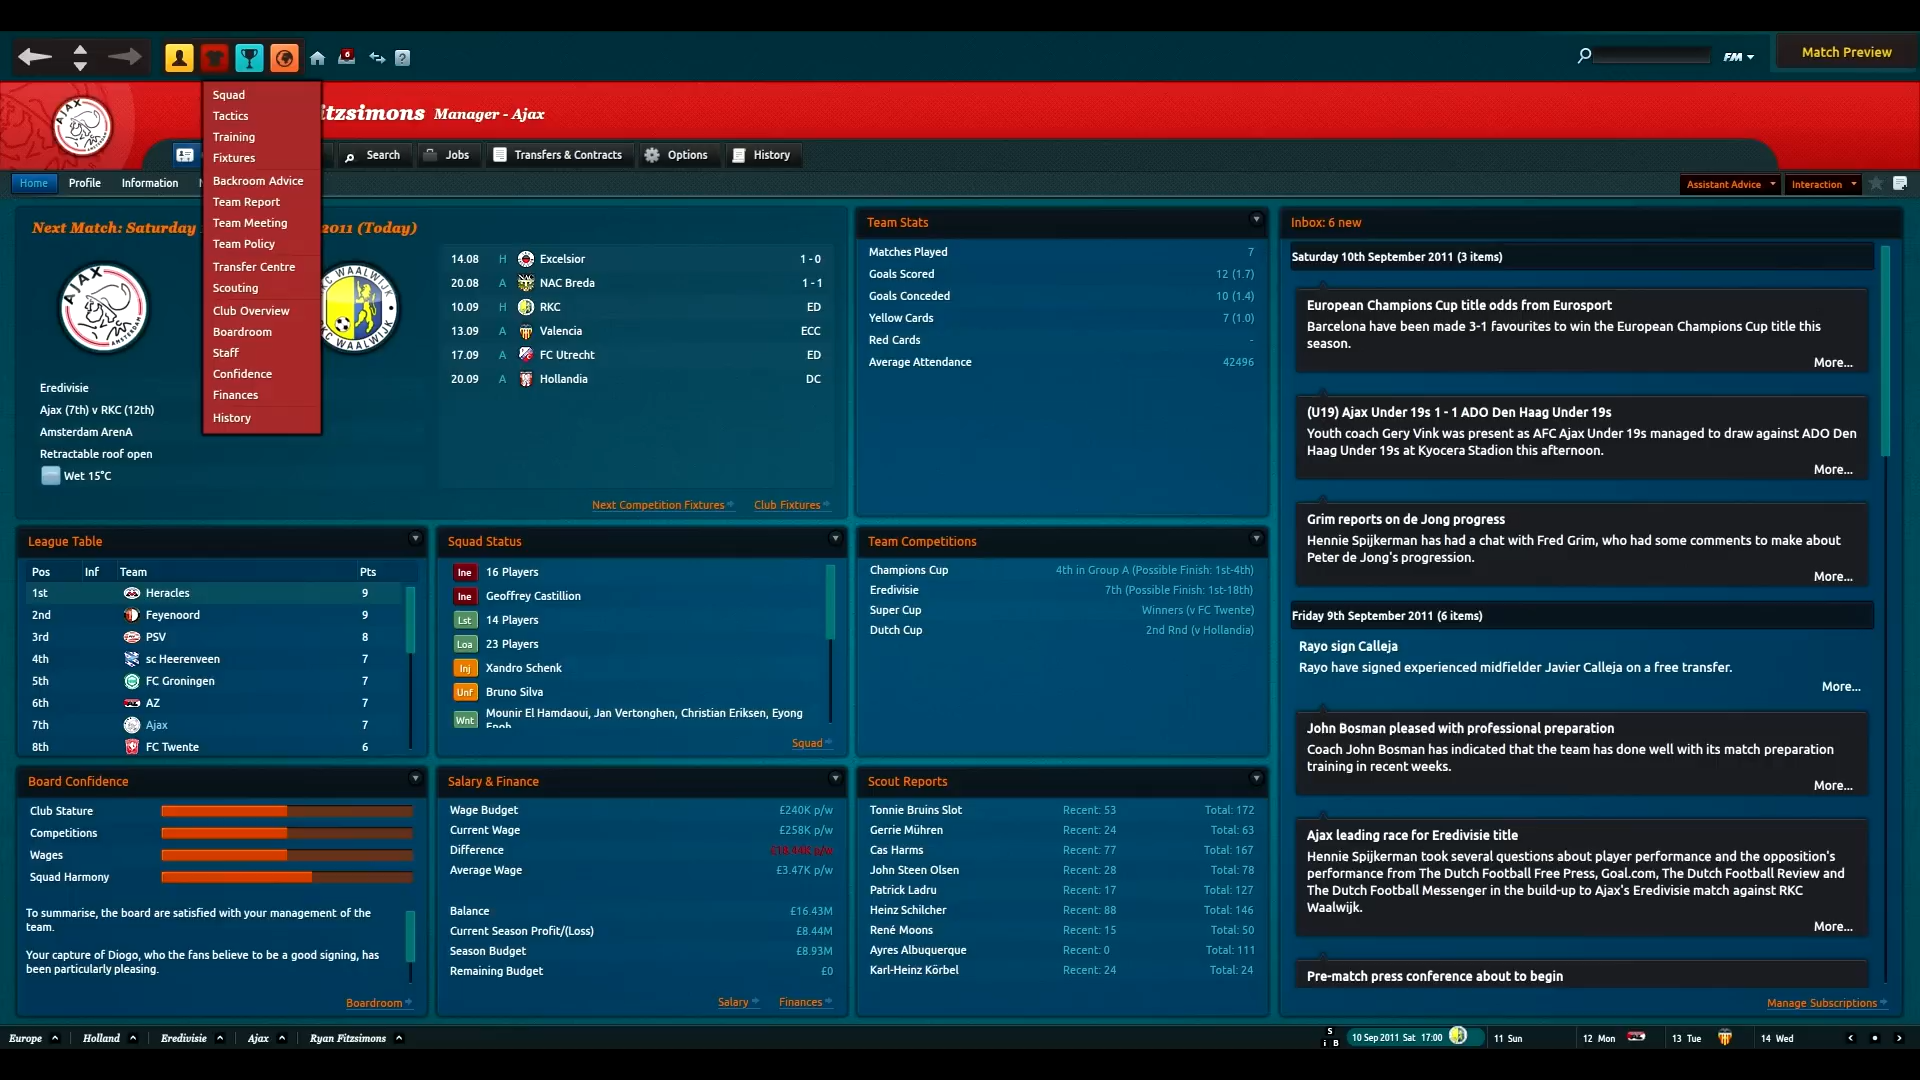 6
FM
Match Preview
Squad
Tactics
Training
Fixtures
Backroom Advice
Team Report
Team Meeting
Team Policy
Transfer Centre
Scouting
Club Overview
Boardroom
Staff
Confidence
Finances
History
itzsimons Manager - Ajax
Search
Jobs
Transfers & Contracts
Options
History
Home
Profile
Information
Assistant Advice
Interaction
Next Match: Saturday
2011 (Today)
AJAX
AMSTERDAM
RKC WAALWIJK
Eredivisie
Ajax (7th) v RKC (12th)
Amsterdam ArenA
Retractable roof open
Wet 15°C
14.08 H Excelsior 1 - 0
20.08 A NAC Breda 1 - 1
10.09 H RKC ED
13.09 A Valencia ECC
17.09 A FC Utrecht ED
20.09 A Hollandia DC
Next Competition Fixtures
Club Fixtures
Team Stats
Matches Played 7
Goals Scored 12 (1.7)
Goals Conceded 10 (1.4)
Yellow Cards 7 (1.0)
Red Cards -
Average Attendance 42496
Inbox: 6 new
Saturday 10th September 2011 (3 items)
European Champions Cup title odds from Eurosport
Barcelona have been made 3-1 favourites to win the European Champions Cup title this
season.
More...
(U19) Ajax Under 19s 1 - 1 ADO Den Haag Under 19s
Youth coach Gery Vink was present as AFC Ajax Under 19s managed to draw against ADO Den
Haag Under 19s at Kyocera Stadion this afternoon.
More...
Grim reports on de Jong progress
Hennie Spijkerman has had a chat with Fred Grim, who had some comments to make about
Peter de Jong's progression.
More...
Friday 9th September 2011 (6 items)
Rayo sign Calleja
Rayo have signed experienced midfielder Javier Calleja on a free transfer.
More...
John Bosman pleased with professional preparation
Coach John Bosman has indicated that the team has done well with its match preparation
training in recent weeks.
More...
Ajax leading race for Eredivisie title
Hennie Spijkerman took several questions about player performance and the opposition's
performance from The Dutch Football Free Press, Goal.com, The Dutch Football Review and
The Dutch Football Messenger in the build-up to Ajax's Eredivisie match against RKC
Waalwijk.
More...
Pre-match press conference about to begin
Manage Subscriptions
League Table
Pos Inf Team Pts
1st Heracles 9
2nd Feyenoord 9
3rd PSV 8
4th sc Heerenveen 7
5th FC Groningen 7
6th AZ 7
7th Ajax 7
8th FC Twente 6
Squad Status
Ine 16 Players
Ine Geoffrey Castillion
Lst 14 Players
Loa 23 Players
Inj Xandro Schenk
Unf Bruno Silva
Wnt Mounir El Hamdaoui, Jan Vertonghen, Christian Eriksen, Eyong
Enoh
Squad
Team Competitions
Champions Cup 4th in Group A (Possible Finish: 1st-4th)
Eredivisie 7th (Possible Finish: 1st-18th)
Super Cup Winners (v FC Twente)
Dutch Cup 2nd Rnd (v Hollandia)
Board Confidence
Club Stature
Competitions
Wages
Squad Harmony
To summarise, the board are satisfied with your management of the
team.
Your capture of Diogo, who the fans believe to be a good signing, has
been particularly pleasing.
Boardroom
Salary & Finance
Wage Budget £240K p/w
Current Wage £258K p/w
Difference £18.44K p/w
Average Wage £3.47K p/w
Balance £16.43M
Current Season Profit/(Loss) £8.44M
Season Budget £8.93M
Remaining Budget £0
Salary
Finances
Scout Reports
Tonnie Bruins Slot Recent: 53 Total: 172
Gerrie Mühren Recent: 24 Total: 63
Cas Harms Recent: 77 Total: 167
John Steen Olsen Recent: 28 Total: 78
Patrick Ladru Recent: 17 Total: 127
Heinz Schilcher Recent: 88 Total: 146
René Moons Recent: 15 Total: 50
Ayres Albuquerque Recent: 0 Total: 111
Karl-Heinz Körbel Recent: 24 Total: 24
Europe
Holland
Eredivisie
Ajax
Ryan Fitzsimons
S
i B
10 Sep 2011 Sat 17:00
11 Sun
12 Mon
13 Tue
14 Wed